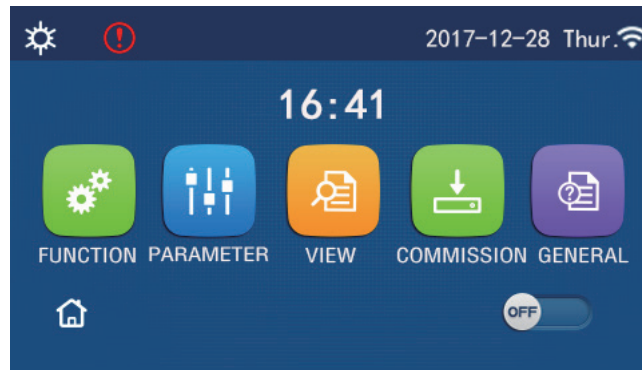 2017-12-28 Thur.
16:41
FUNCTION PARAMETER VIEW COMMISSION GENERAL
OFF